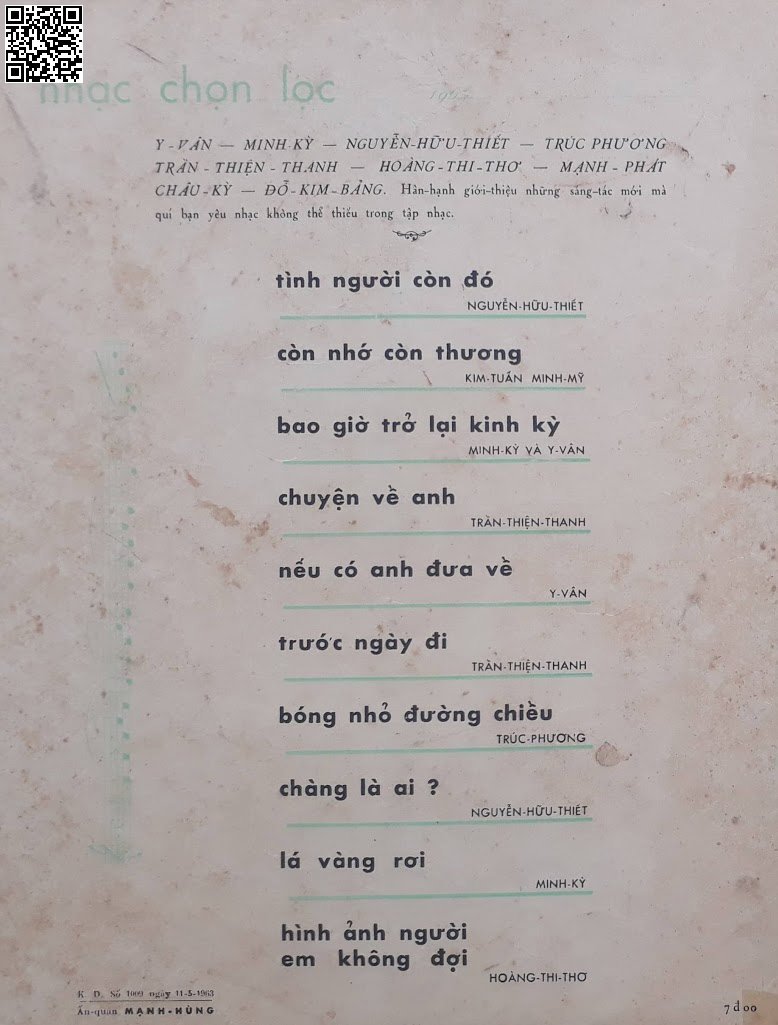 nhạc chọn lọc
Y-VÂN — MINH-KỲ — NGUYỄN-HỮU-THIẾT — TRÚC PHƯƠNG
TRẦN - THIỆN - THANH — HOÀNG-THI-THƠ — MẠNH - PHÁT
CHÂU-KỲ — ĐỖ-KIM-BẢNG. Hân-hạnh giới-thiệu những sáng-tác mới mà
quí bạn yêu nhạc không thể thiếu trong tập nhạc.
tình người còn đó
NGUYỄN-HỮU-THIẾT
còn nhớ còn thương
KIM-TUẤN MINH-MỸ
bao giờ trở lại kinh kỳ
MINH-KỲ VÀ Y-VÂN
chuyện về anh
TRẦN-THIỆN-THANH
nếu có anh đưa về
Y-VÂN
trước ngày đi
TRẦN-THIỆN-THANH
bóng nhỏ đường chiều
TRÚC-PHƯƠNG
chàng là ai ?
NGUYỄN-HỮU-THIẾT
lá vàng rơi
MINH-KỲ
hình ảnh người
em không đợi
HOÀNG-THI-THƠ
K. D. Số 1009 ngày 11-5-1963
Ấn-quán MẠNH-HÙNG
7đ00